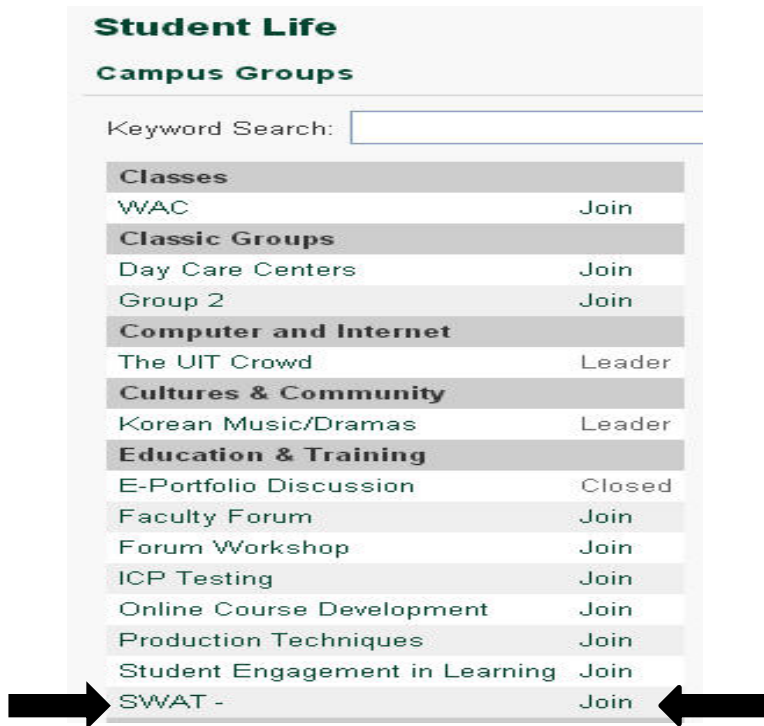 Student Life
Campus Groups
Keyword Search:
Classes
WAC Join
Classic Groups
Day Care Centers Join
Group 2 Join
Computer and Internet
The UIT Crowd Leader
Cultures & Community
Korean Music/Dramas Leader
Education & Training
E-Portfolio Discussion Closed
Faculty Forum Join
Forum Workshop Join
ICP Testing Join
Online Course Development Join
Production Techniques Join
Student Engagement in Learning Join
SWAT - Join